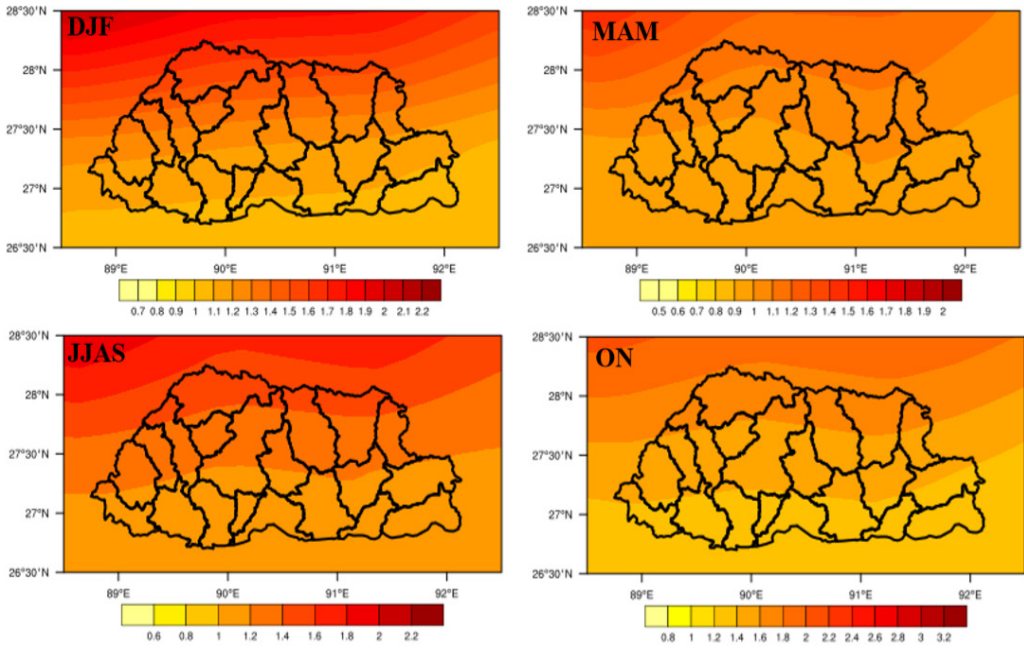 28°30'N
DJF
28°N
27°30'N
27°N
26°30'N
89°E 90°E 91°E 92°E
0.7 0.8 0.9 1 1.1 1.2 1.3 1.4 1.5 1.6 1.7 1.8 1.9 2 2.1 2.2
28°30'N
MAM
28°N
27°30'N
27°N
26°30'N
89°E 90°E 91°E 92°E
0.5 0.6 0.7 0.8 0.9 1 1.1 1.2 1.3 1.4 1.5 1.6 1.7 1.8 1.9 2
28°30'N
JJAS
28°N
27°30'N
27°N
26°30'N
89°E 90°E 91°E 92°E
0.6 0.8 1 1.2 1.4 1.6 1.8 2 2.2
28°30'N
ON
28°N
27°30'N
27°N
26°30'N
89°E 90°E 91°E 92°E
0.8 1 1.2 1.4 1.6 1.8 2 2.2 2.4 2.6 2.8 3 3.2